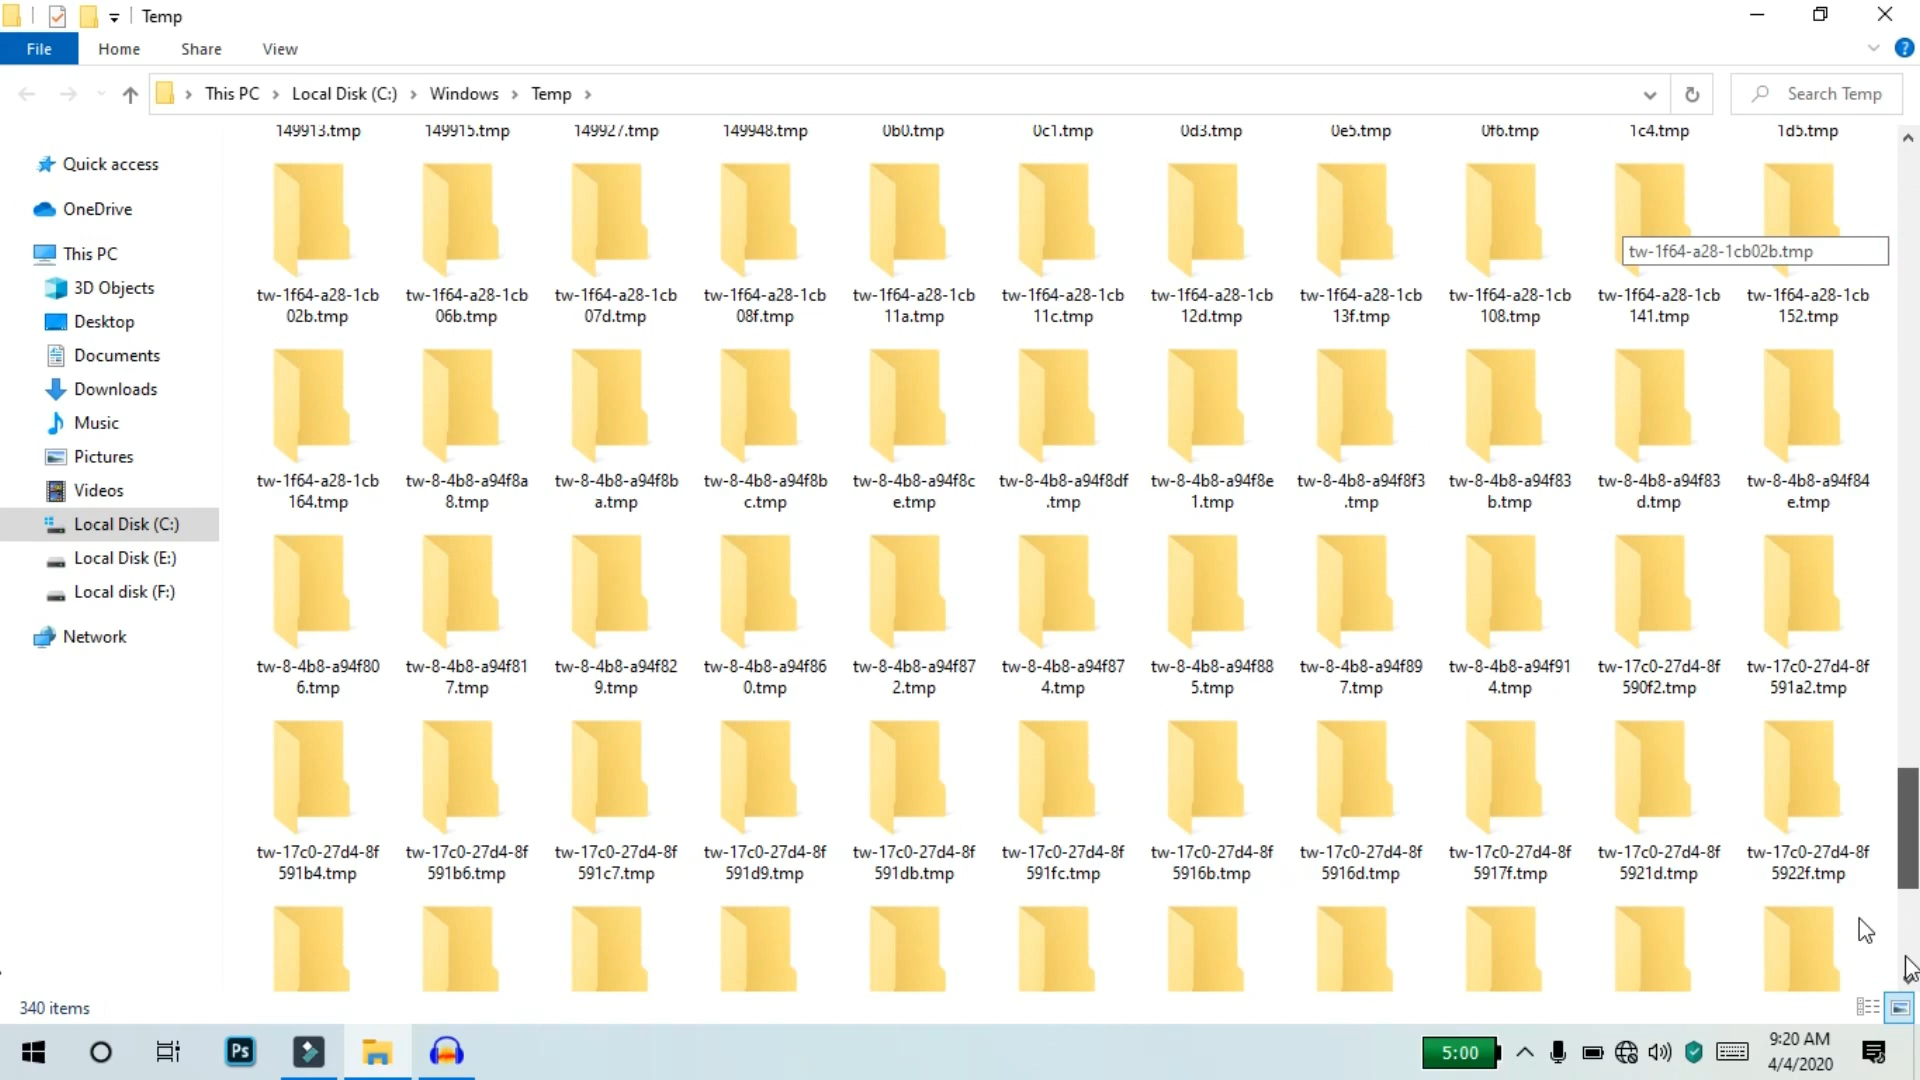 Temp
File Home Share View
This PC Local Disk (C:) Windows Temp
Search Temp
149913.tmp 149915.tmp 149927.tmp 149948.tmp 0b0.tmp 0c1.tmp 0d3.tmp 0e5.tmp 0f6.tmp 1c4.tmp 1d5.tmp
Quick access
OneDrive
This PC
3D Objects
Desktop
Documents
Downloads
Music
Pictures
Videos
Local Disk (C:)
Local Disk (E:)
Local disk (F:)
Network
tw-1f64-a28-1cb02b.tmp
tw-1f64-a28-1cb tw-1f64-a28-1cb tw-1f64-a28-1cb tw-1f64-a28-1cb tw-1f64-a28-1cb tw-1f64-a28-1cb tw-1f64-a28-1cb tw-1f64-a28-1cb tw-1f64-a28-1cb tw-1f64-a28-1cb tw-1f64-a28-1cb
02b.tmp 06b.tmp 07d.tmp 08f.tmp 11a.tmp 11c.tmp 12d.tmp 13f.tmp 108.tmp 141.tmp 152.tmp
tw-1f64-a28-1cb tw-8-4b8-a94f8a tw-8-4b8-a94f8b tw-8-4b8-a94f8b tw-8-4b8-a94f8c tw-8-4b8-a94f8df tw-8-4b8-a94f8e tw-8-4b8-a94f8f3 tw-8-4b8-a94f83 tw-8-4b8-a94f83 tw-8-4b8-a94f84
164.tmp 8.tmp a.tmp c.tmp e.tmp .tmp 1.tmp .tmp b.tmp d.tmp e.tmp
tw-8-4b8-a94f80 tw-8-4b8-a94f81 tw-8-4b8-a94f82 tw-8-4b8-a94f86 tw-8-4b8-a94f87 tw-8-4b8-a94f87 tw-8-4b8-a94f88 tw-8-4b8-a94f89 tw-8-4b8-a94f91 tw-17c0-27d4-8f tw-17c0-27d4-8f
6.tmp 7.tmp 9.tmp 0.tmp 2.tmp 4.tmp 5.tmp 7.tmp 4.tmp 590f2.tmp 591a2.tmp
tw-17c0-27d4-8f tw-17c0-27d4-8f tw-17c0-27d4-8f tw-17c0-27d4-8f tw-17c0-27d4-8f tw-17c0-27d4-8f tw-17c0-27d4-8f tw-17c0-27d4-8f tw-17c0-27d4-8f tw-17c0-27d4-8f tw-17c0-27d4-8f
591b4.tmp 591b6.tmp 591c7.tmp 591d9.tmp 591db.tmp 591fc.tmp 5916b.tmp 5916d.tmp 5917f.tmp 5921d.tmp 5922f.tmp
340 items
Ps
5:00
9:20 AM
4/4/2020